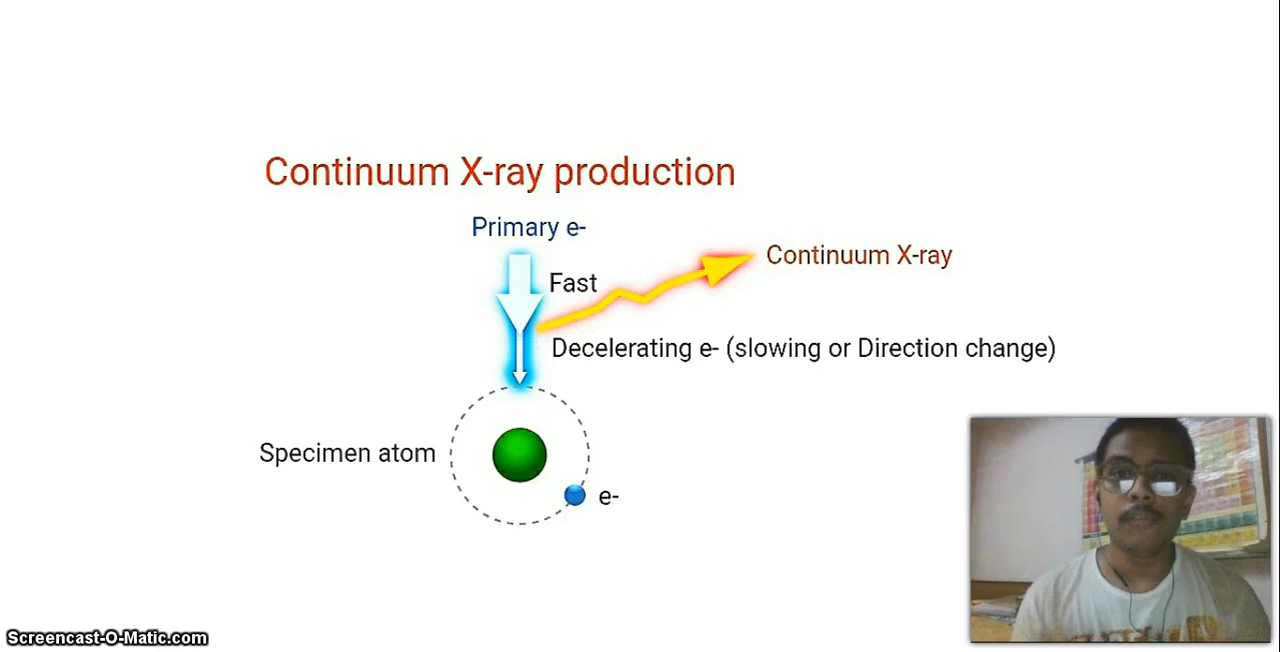 Continuum X-ray production
Primary e-
Continuum X-ray
Fast
Decelerating e- (slowing or Direction change)
Specimen atom
e-
Screencast-O-Matic.com